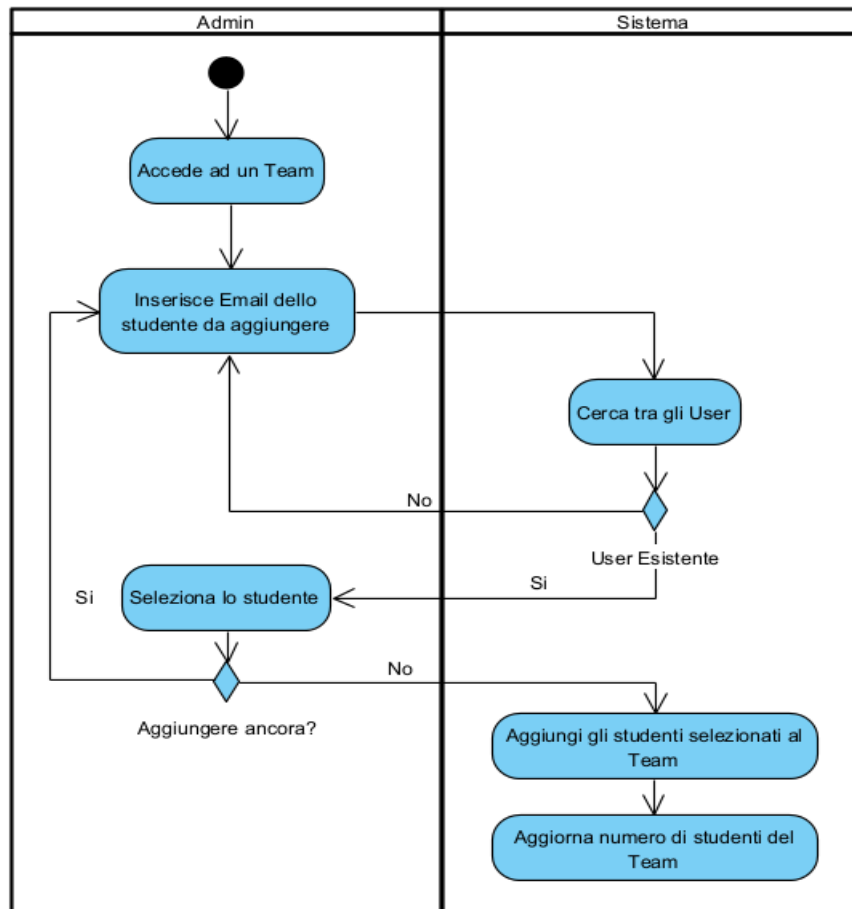 Admin
Sistema
Accede ad un Team
Inserisce Email dello
studente da aggiungere
Cerca tra gli User
No
User Esistente
Si
Seleziona lo studente
Si
No
Aggiungere ancora?
Aggiungi gli studenti selezionati al
Team
Aggiorna numero di studenti del
Team